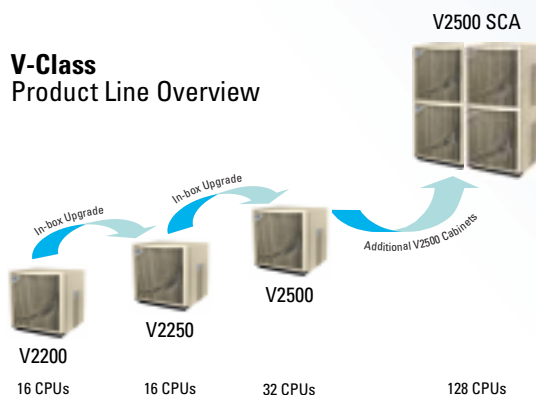 V2500 SCA
V-Class
Product Line Overview
In-box Upgrade
In-box Upgrade
Additional V2500 Cabinets
V2500
V2250
V2200
16 CPUs
16 CPUs
32 CPUs
128 CPUs